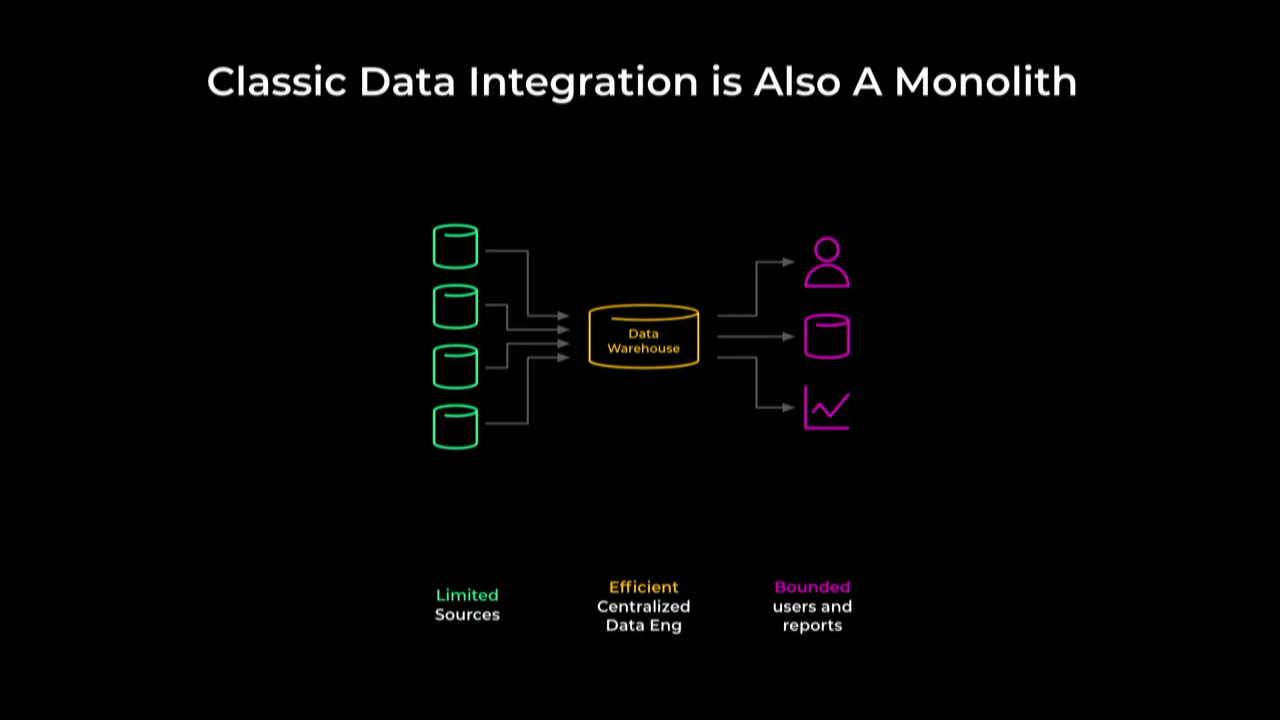 Classic Data Integration is Also A Monolith
Data
Warehouse
Limited
Sources
Efficient
Centralized
Data Eng
Bounded
users and
reports